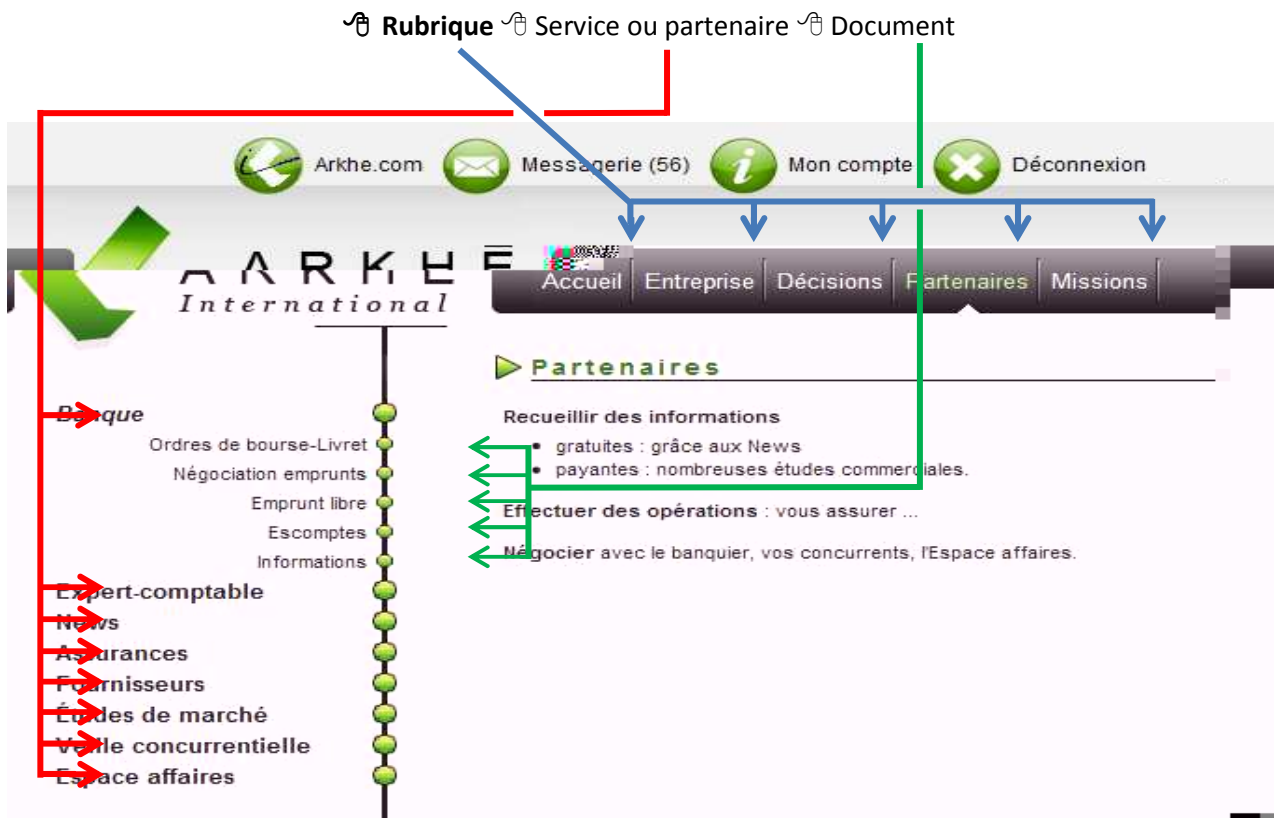 Rubrique Service ou partenaire Document
Arkhe.com Messagerie (56) Mon compte Déconnexion
ARKHE
International
Accueil Entreprise Décisions Partenaires Missions
Partenaires
Banque
Ordres de bourse-Livret
Négociation emprunts
Emprunt libre
Escomptes
Informations
Expert-comptable
News
Assurances
Fournisseurs
Études de marché
Veille concurrentielle
Espace affaires
Recueillir des informations
• gratuites : grâce aux News
• payantes : nombreuses études commerciales.
Effectuer des opérations : vous assurer ...
Négocier avec le banquier, vos concurrents, l'Espace affaires.